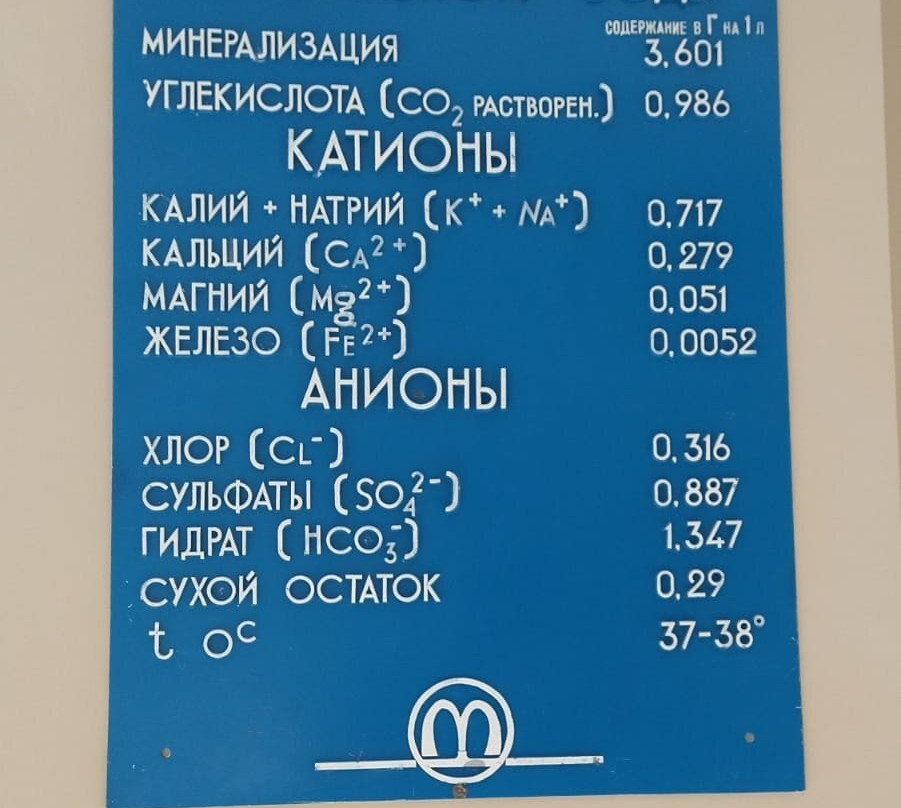 СОДЕРЖАНИЕ В Г НА 1 Л
МИНЕРАЛИЗАЦИЯ 3,601
УГЛЕКИСЛОТА (CO₂ РАСТВОРЕН.) 0,986
КАТИОНЫ
КАЛИЙ + НАТРИЙ (K⁺ + NA⁺) 0,717
КАЛЬЦИЙ (CA²⁺) 0,279
МАГНИЙ (Mg²⁺) 0,051
ЖЕЛЕЗО (FE²⁺) 0,0052
АНИОНЫ
ХЛОР (CL⁻) 0,316
СУЛЬФАТЫ (SO₄²⁻) 0,887
ГИДРАТ (HCO₃⁻) 1,347
СУХОЙ ОСТАТОК 0,29
t O^C 37-38°